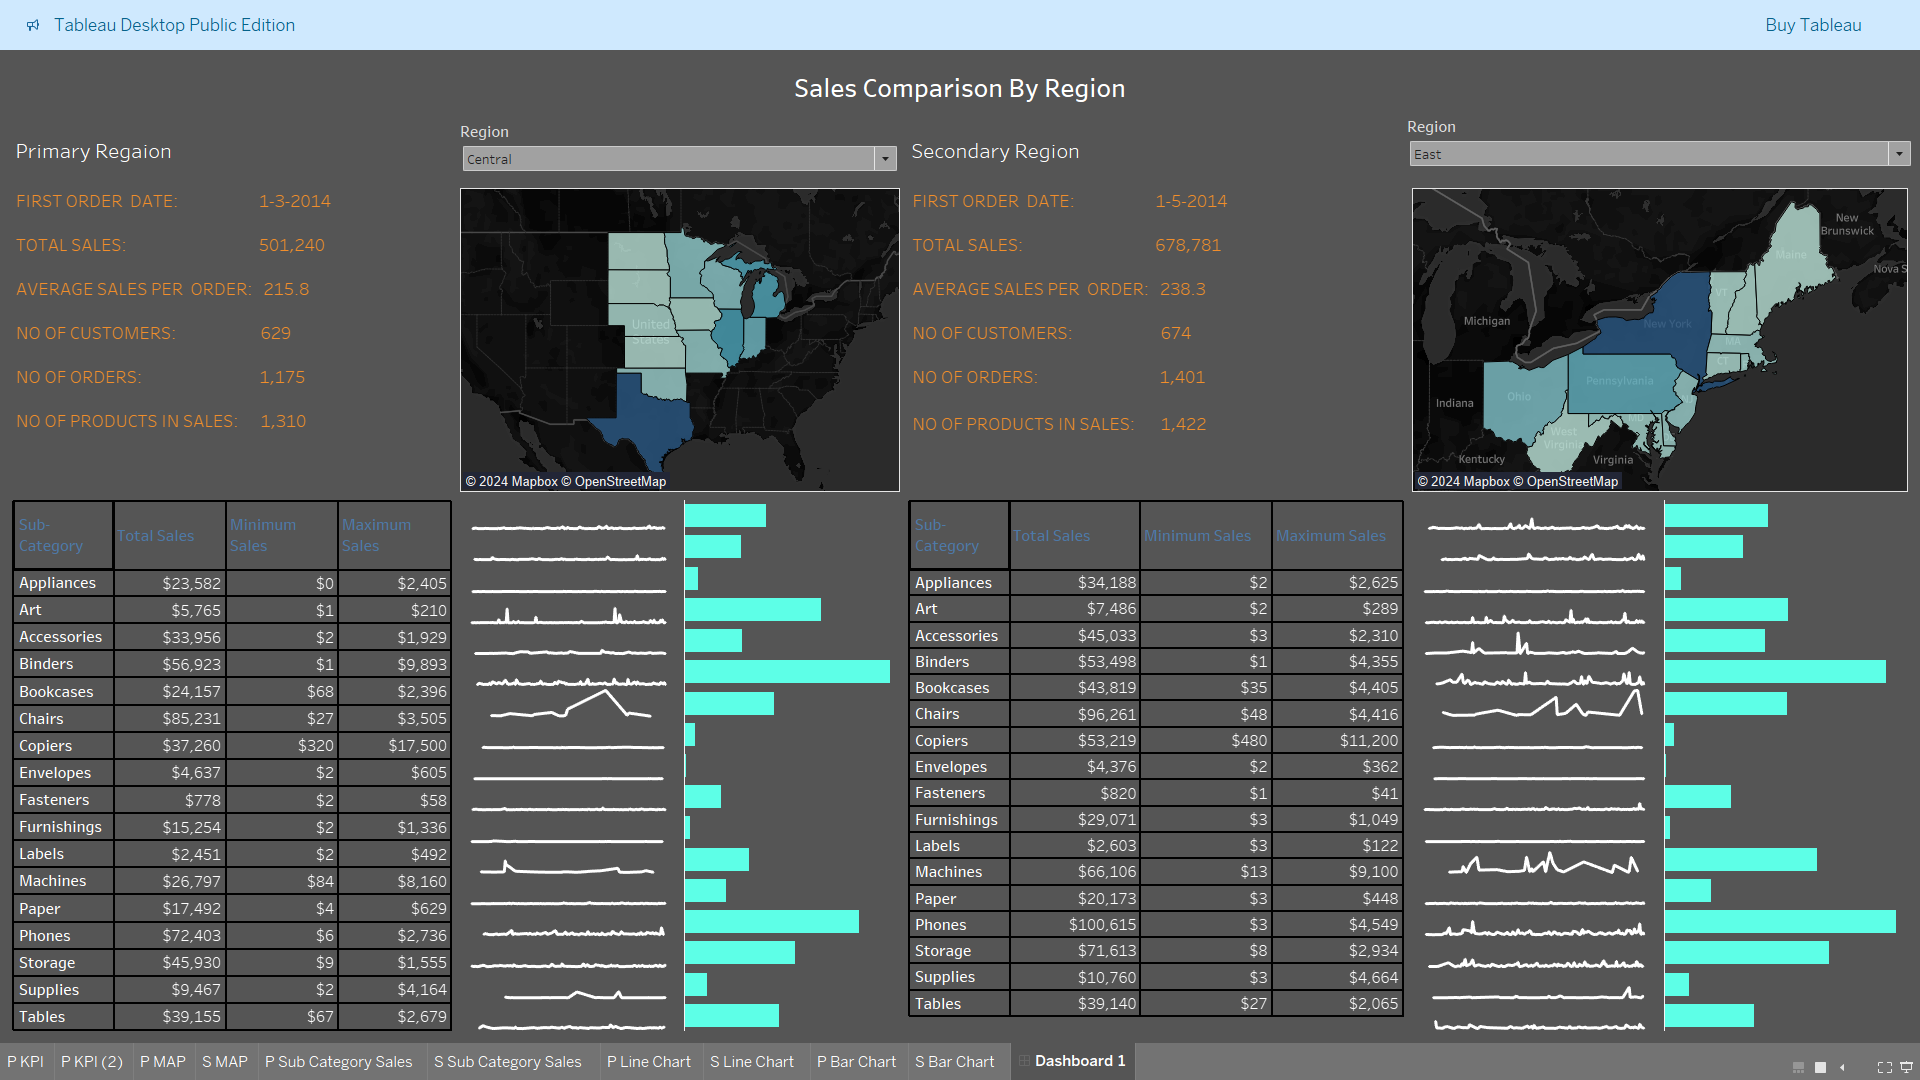 Tableau Desktop Public Edition
Buy Tableau
Sales Comparison By Region
Primary Regaion
Region
Central
FIRST ORDER DATE: 1-3-2014
TOTAL SALES: 501,240
AVERAGE SALES PER ORDER: 215.8
NO OF CUSTOMERS: 629
NO OF ORDERS: 1,175
NO OF PRODUCTS IN SALES: 1,310
United
States
© 2024 Mapbox © OpenStreetMap
Secondary Region
Region
East
FIRST ORDER DATE: 1-5-2014
TOTAL SALES: 678,781
AVERAGE SALES PER ORDER: 238.3
NO OF CUSTOMERS: 674
NO OF ORDERS: 1,401
NO OF PRODUCTS IN SALES: 1,422
New
Brunswick
Maine
Nova S
VT
Michigan
New York
MA
CT
Pennsylvania
Ohio
Indiana
West
Virginia
Kentucky
Virginia
© 2024 Mapbox © OpenStreetMap
Sub-
Category Total Sales Minimum Sales Maximum Sales
Appliances $23,582 $0 $2,405
Art $5,765 $1 $210
Accessories $33,956 $2 $1,929
Binders $56,923 $1 $9,893
Bookcases $24,157 $68 $2,396
Chairs $85,231 $27 $3,505
Copiers $37,260 $320 $17,500
Envelopes $4,637 $2 $605
Fasteners $778 $2 $58
Furnishings $15,254 $2 $1,336
Labels $2,451 $2 $492
Machines $26,797 $84 $8,160
Paper $17,492 $4 $629
Phones $72,403 $6 $2,736
Storage $45,930 $9 $1,555
Supplies $9,467 $2 $4,164
Tables $39,155 $67 $2,679
Sub-
Category Total Sales Minimum Sales Maximum Sales
Appliances $34,188 $2 $2,625
Art $7,486 $2 $289
Accessories $45,033 $3 $2,310
Binders $53,498 $1 $4,355
Bookcases $43,819 $35 $4,405
Chairs $96,261 $48 $4,416
Copiers $53,219 $480 $11,200
Envelopes $4,376 $2 $362
Fasteners $820 $1 $41
Furnishings $29,071 $3 $1,049
Labels $2,603 $3 $122
Machines $66,106 $13 $9,100
Paper $20,173 $3 $448
Phones $100,615 $3 $4,549
Storage $71,613 $8 $2,934
Supplies $10,760 $3 $4,664
Tables $39,140 $27 $2,065
P KPI P KPI (2) P MAP S MAP P Sub Category Sales S Sub Category Sales P Line Chart S Line Chart P Bar Chart S Bar Chart Dashboard 1